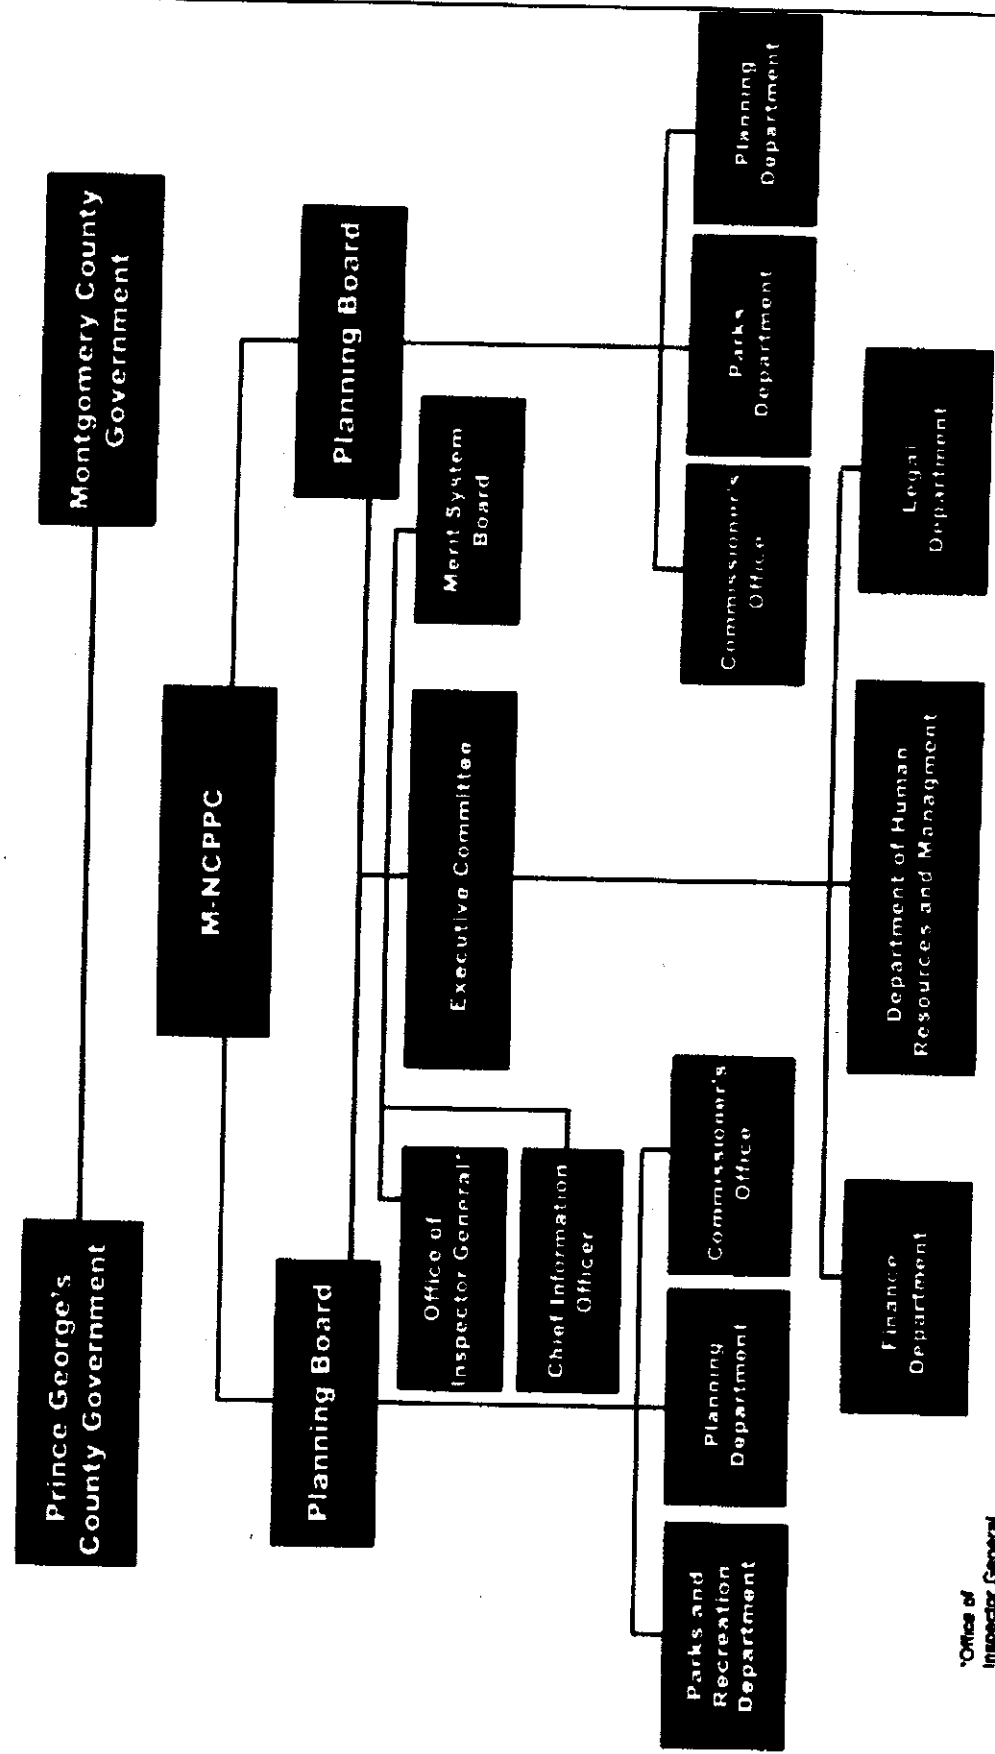 Prince George's
County Government
Montgomery County
Government
M-NCPPC
Planning Board
Planning Board
Office of
Inspector General*
Chief Information
Officer
Executive Committee
Merit System
Board
Parks and
Recreation
Department
Planning
Department
Commissioner's
Office
Commissioner's
Office
Parks
Department
Planning
Department
Finance
Department
Department of Human
Resources and Managment
Legal
Department
*Office of
Inspector General